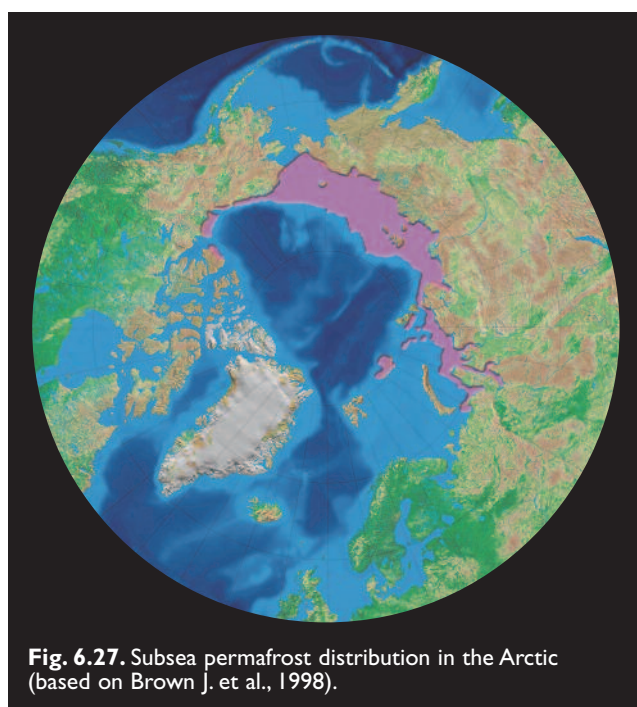 Fig. 6.27. Subsea permafrost distribution in the Arctic
(based on Brown J. et al., 1998).